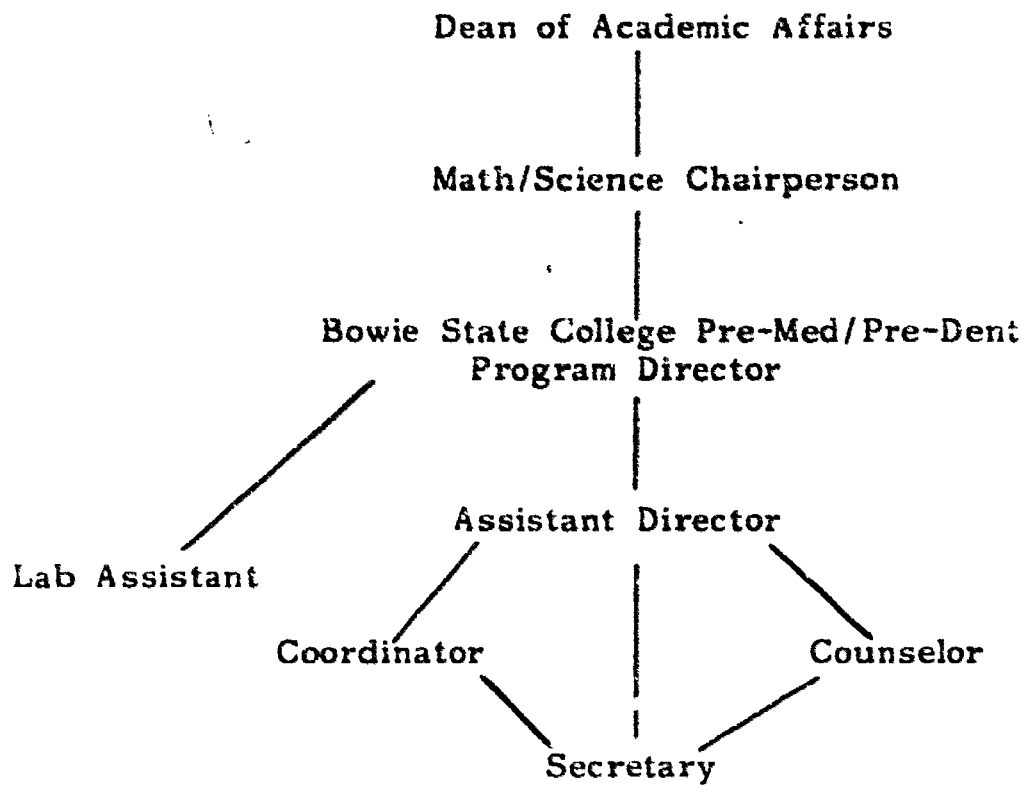 Dean of Academic Affairs
Math/Science Chairperson
Bowie State College Pre-Med/Pre-Dent
Program Director
Assistant Director
Lab Assistant
Coordinator
Counselor
Secretary